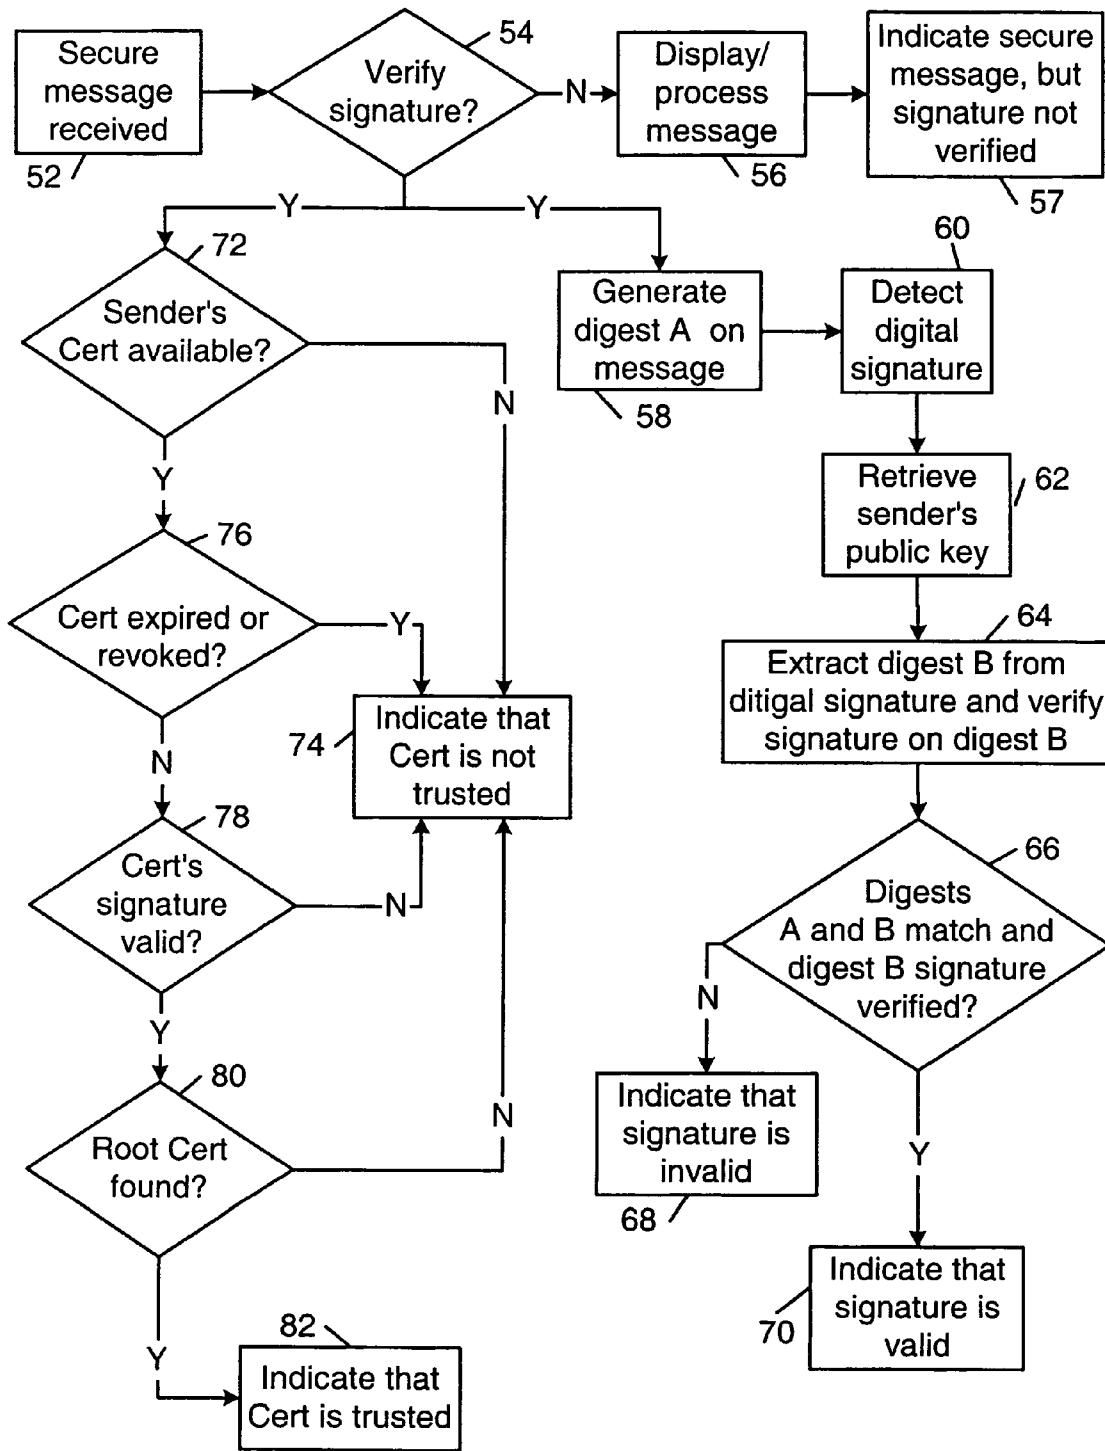 Secure
message
received
52
Verify
signature?
54
N
Display/
process
message
56
Indicate secure
message, but
signature not
verified
57
Y
Y
72
Sender's
Cert available?
N
Y
Generate
digest A on
message
58
60
Detect
digital
signature
Retrieve
sender's
public key
62
76
Cert expired or
revoked?
Y
N
64
Extract digest B from
ditigal signature and verify
signature on digest B
74
Indicate that
Cert is not
trusted
78
Cert's
signature
valid?
N
Y
66
Digests
A and B match and
digest B signature
verified?
N
Y
80
Root Cert
found?
N
Y
Indicate that
signature is
invalid
68
Indicate that
signature is
valid
70
82
Indicate that
Cert is trusted